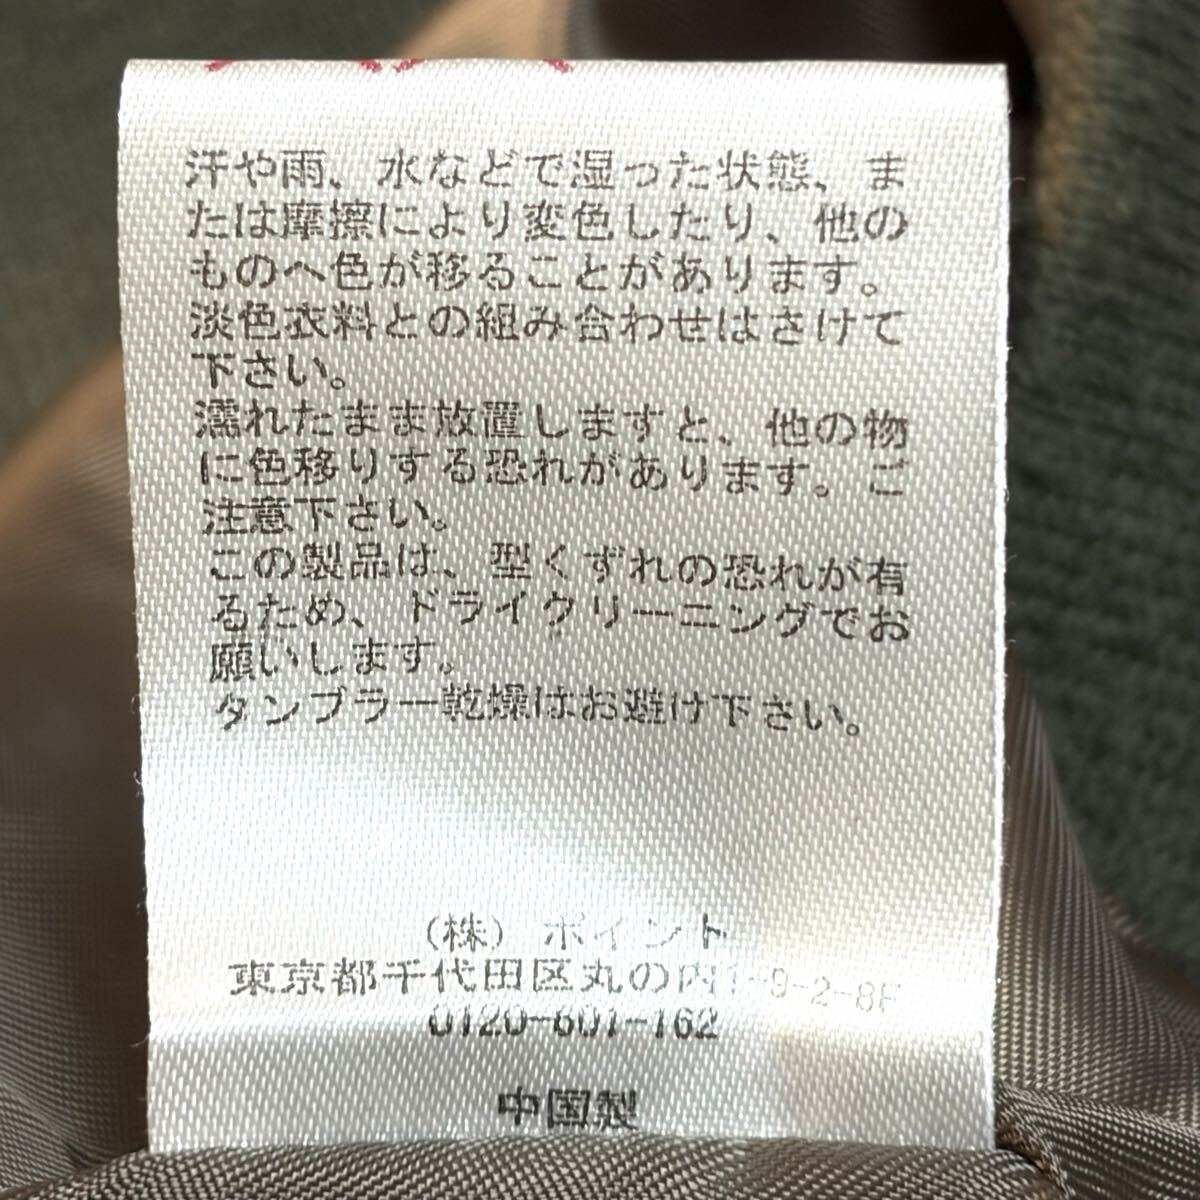 汗や雨、水などで湿った状態、ま
たは摩擦により変色したり、他の
ものへ色が移ることがあります。
淡色衣料との組み合わせはさけて
下さい。
濡れたまま放置しますと、他の物
に色移りする恐れがあります。ご
注意下さい。
この製品は、型くずれの恐れが有
るため、ドライクリーニングでお
願いします。
タンブラー乾燥はお避け下さい。
(株) ポイント
東京都千代田区丸の内1-9-2-8F
0120-601-162
中国製